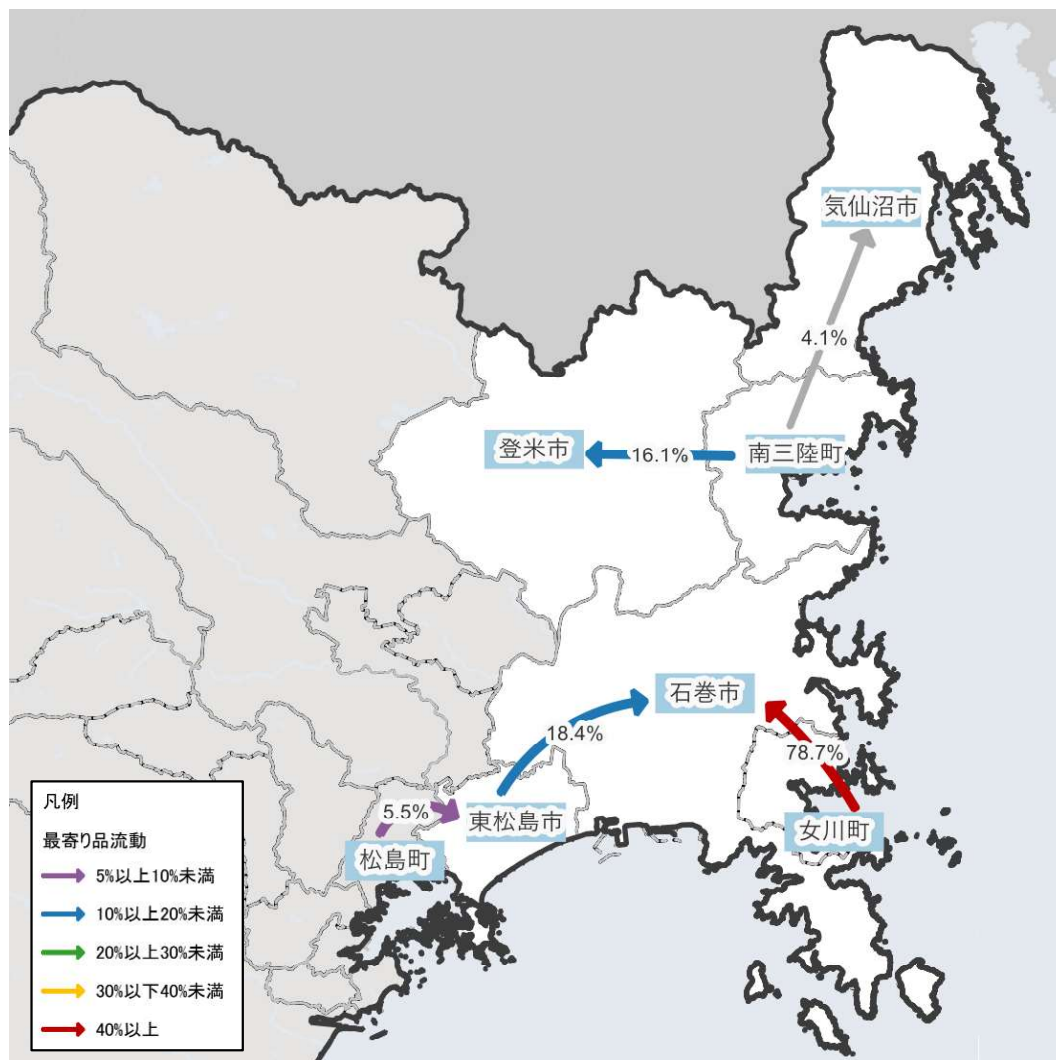 気仙沼市
4.1%
登米市
16.1%
南三陸町
石巻市
18.4%
78.7%
5.5%
東松島市
女川町
松島町
凡例
最寄り品流動
5%以上10%未満
10%以上20%未満
20%以上30%未満
30%以下40%未満
40%以上